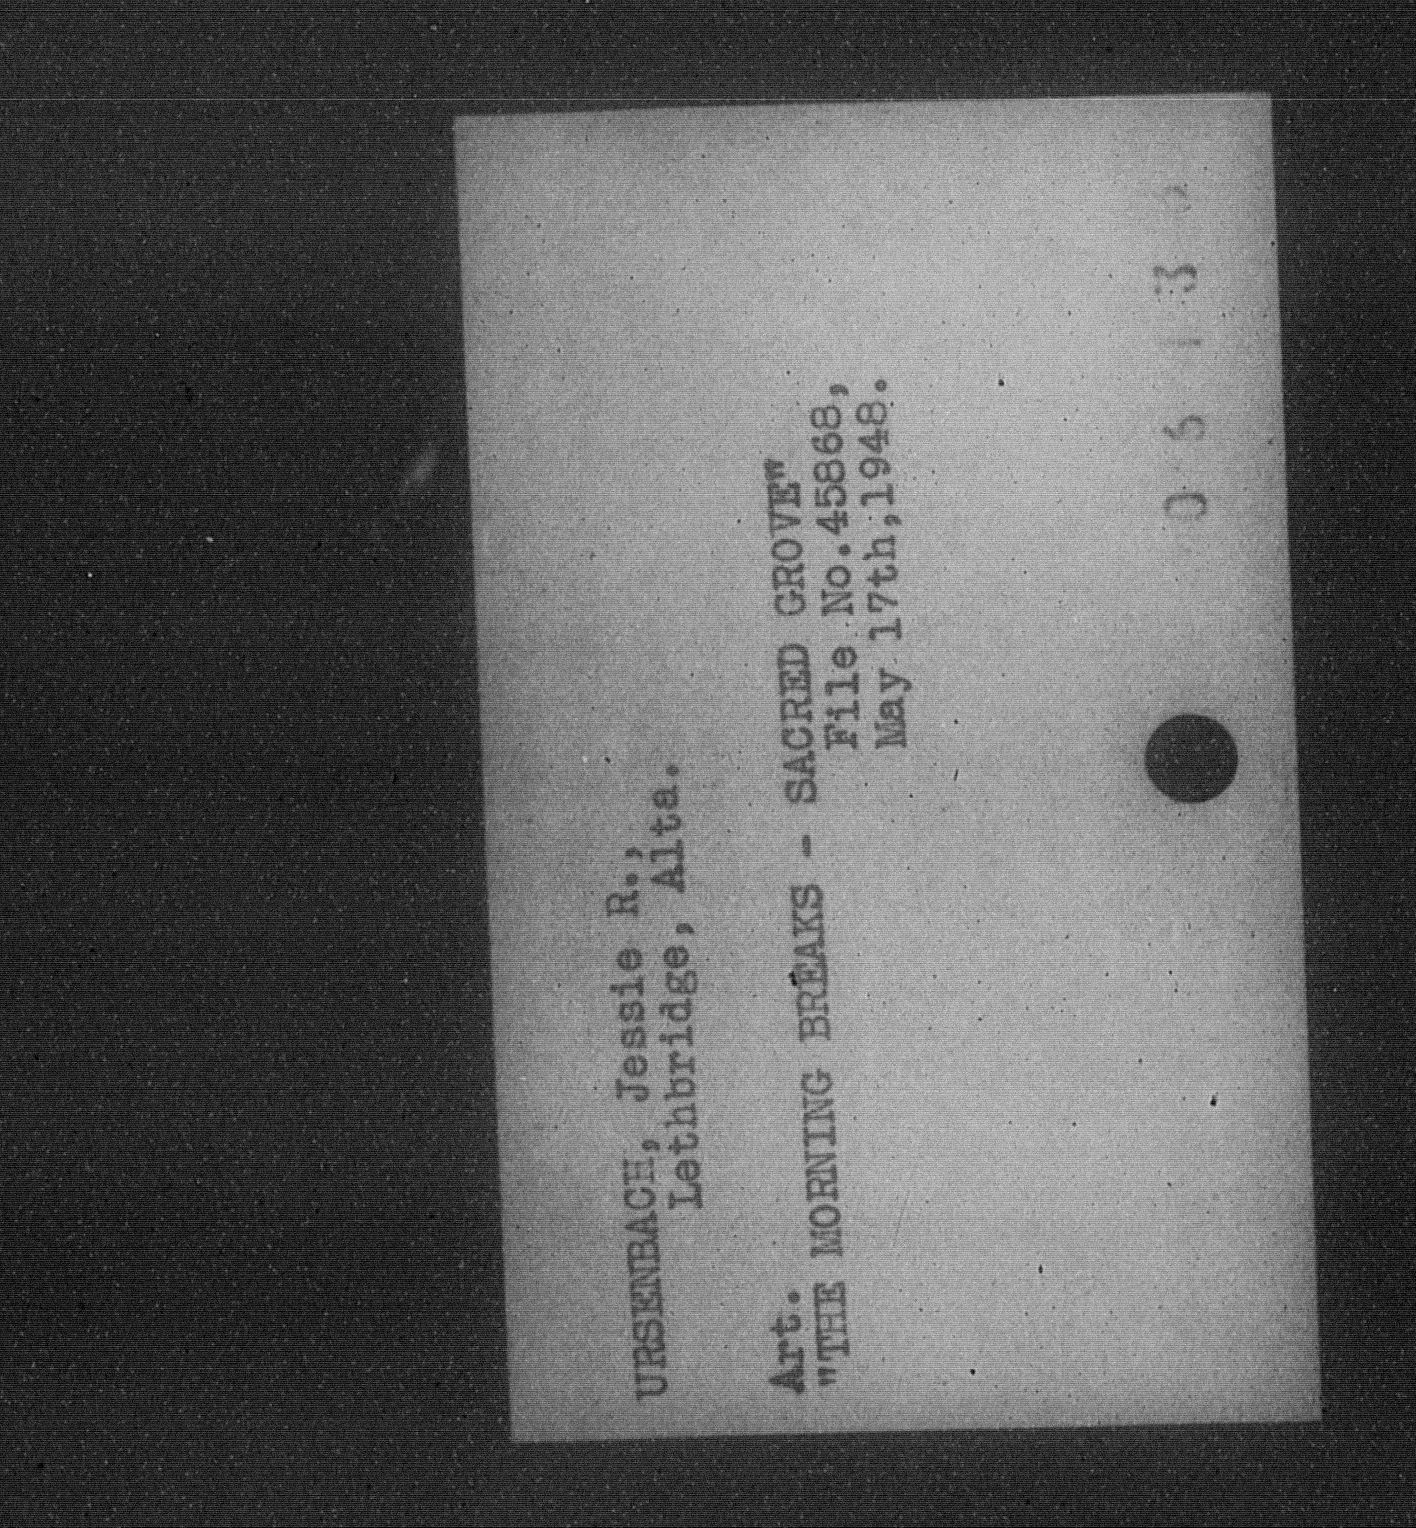 URSENBACH, Jessie R.,
Lethbridge, Alta.
Art.
"THE MORNING BREAKS - SACRED GROVE"
File No.45868,
May 17th,1948.